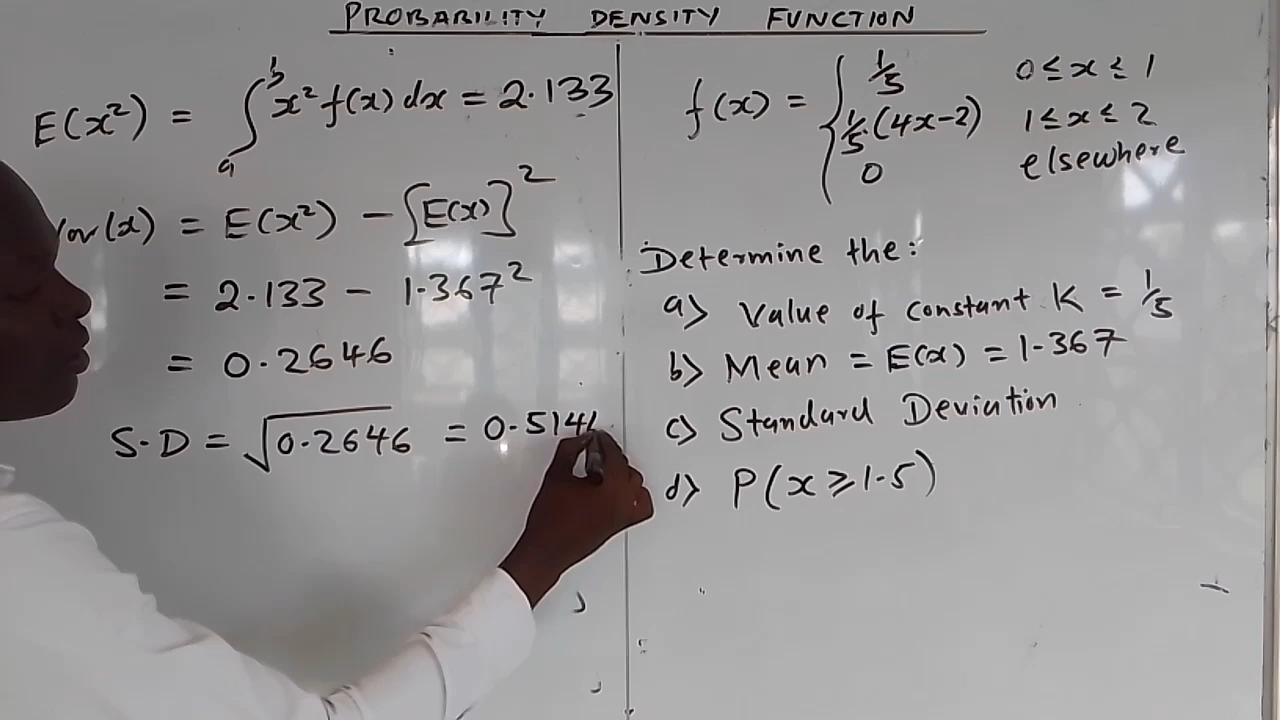 PROBABILITY DENSITY FUNCTION
E(x²) = ∫ₐᵇ x² f(x) dx = 2.133
Var(x) = E(x²) - [E(x)]²
= 2.133 - 1.367²
= 0.2646
S.D = √0.2646 = 0.514
f(x) = { 1/5 0 ≤ x ≤ 1
1/5.(4x-2) 1 ≤ x ≤ 2
0 elsewhere
Determine the:
a) Value of constant K = 1/5
b) Mean = E(x) = 1.367
c) Standard Deviation
d) P(x ≥ 1.5)